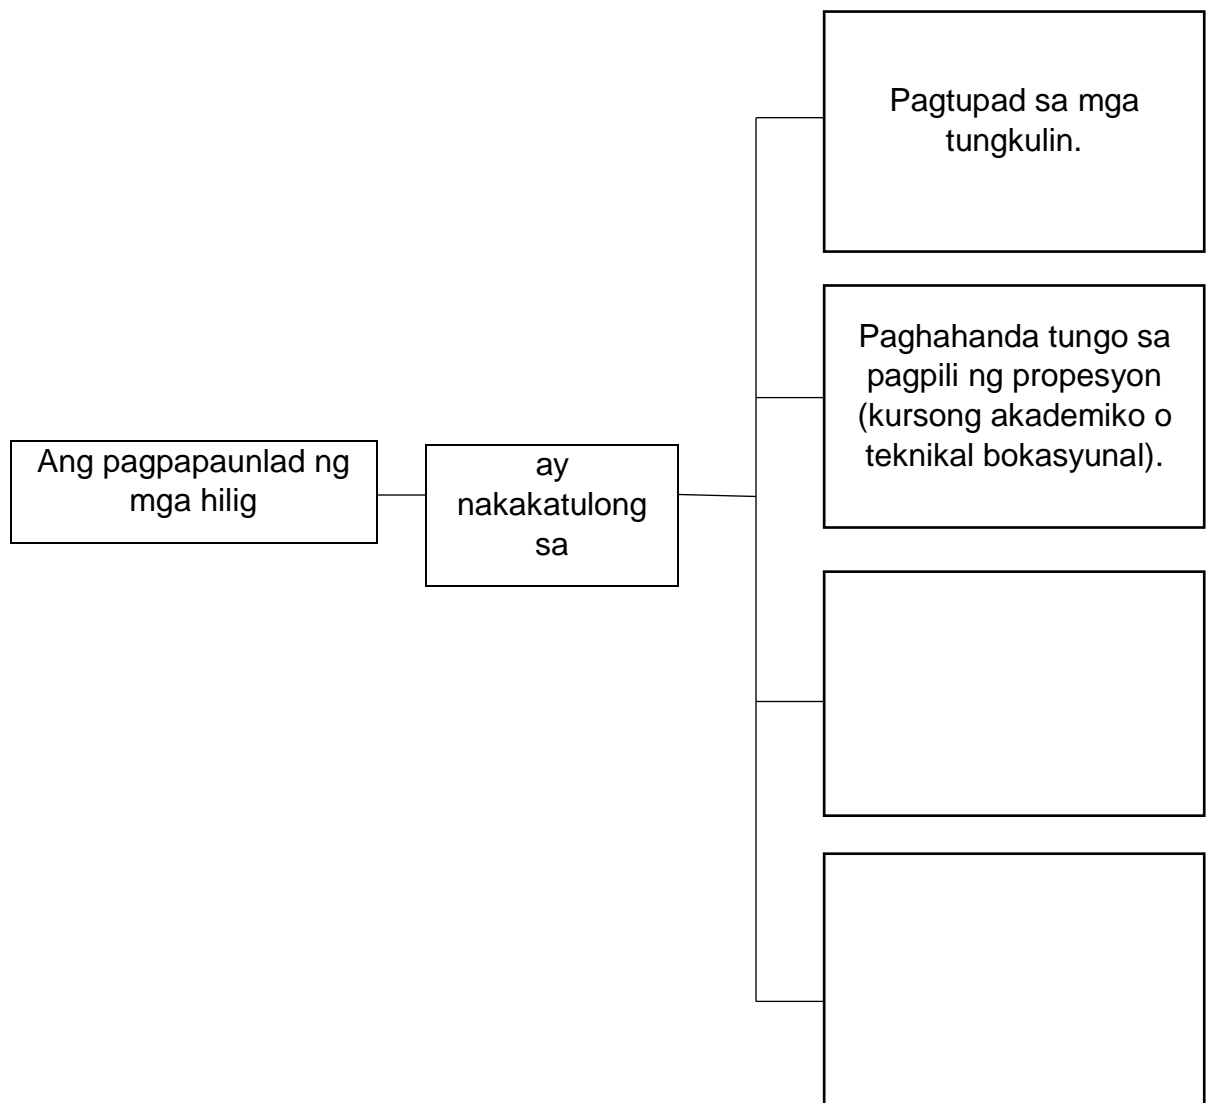 Ang pagpapaunlad ng
mga hilig
ay
nakakatulong
sa
Pagtupad sa mga
tungkulin.
Paghahanda tungo sa
pagpili ng propesyon
(kursong akademiko o
teknikal bokasyunal).